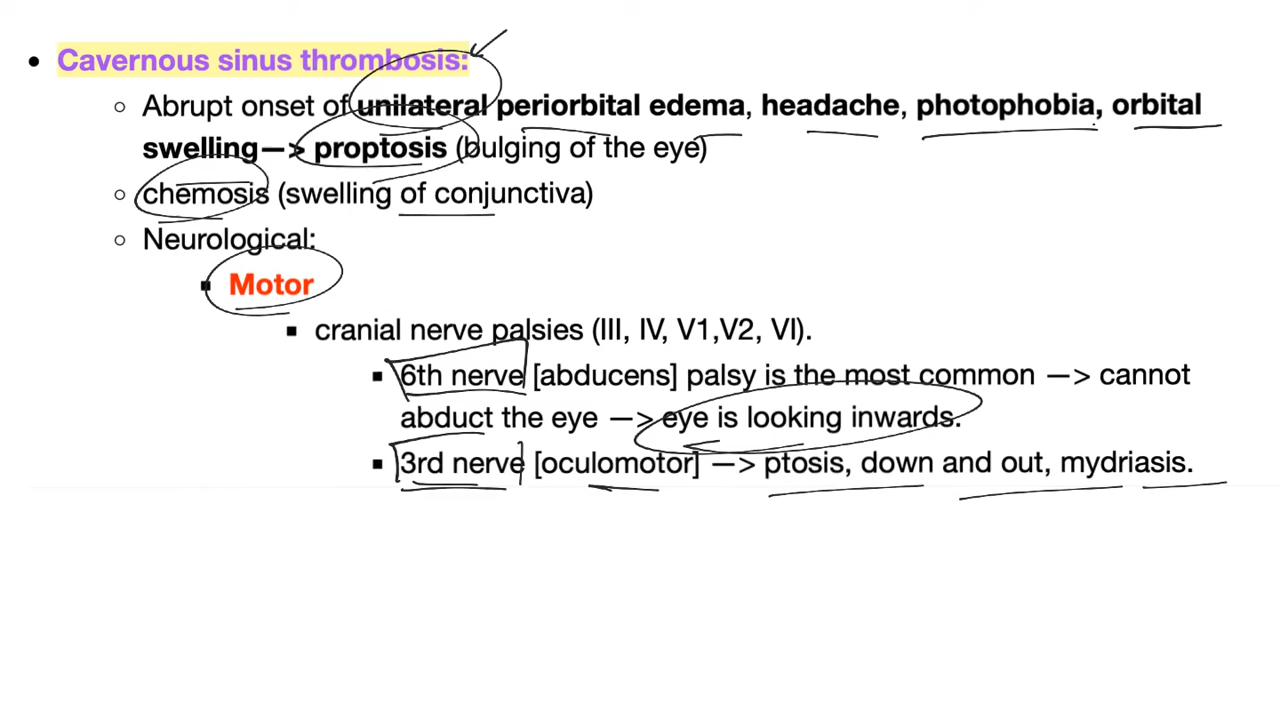 • Cavernous sinus thrombosis:
○ Abrupt onset of unilateral periorbital edema, headache, photophobia, orbital
swelling—> proptosis (bulging of the eye)
○ chemosis (swelling of conjunctiva)
○ Neurological:
▪ Motor
▪ cranial nerve palsies (III, IV, V1,V2, VI).
▪ 6th nerve [abducens] palsy is the most common —> cannot
abduct the eye —> eye is looking inwards.
▪ 3rd nerve [oculomotor] —> ptosis, down and out, mydriasis.